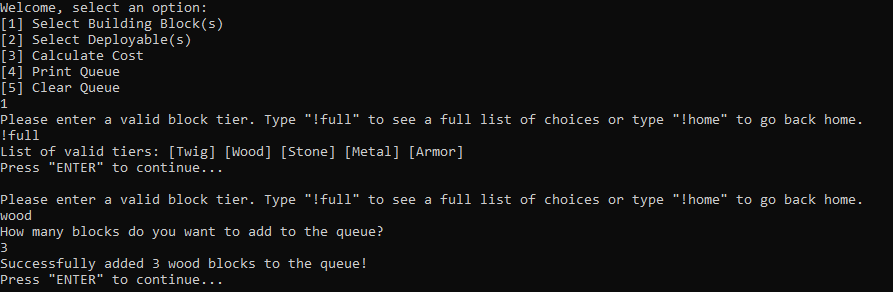 Welcome, select an option:
[1] Select Building Block(s)
[2] Select Deployable(s)
[3] Calculate Cost
[4] Print Queue
[5] Clear Queue
1
Please enter a valid block tier. Type "!full" to see a full list of choices or type "!home" to go back home.
!full
List of valid tiers: [Twig] [Wood] [Stone] [Metal] [Armor]
Press "ENTER" to continue...
Please enter a valid block tier. Type "!full" to see a full list of choices or type "!home" to go back home.
wood
How many blocks do you want to add to the queue?
3
Successfully added 3 wood blocks to the queue!
Press "ENTER" to continue...